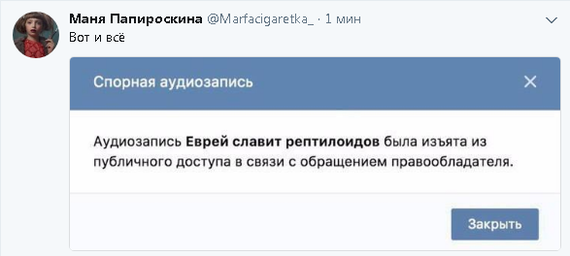 Маня Папироскина @Marfacigaretka_ · 1 мин
Вот и всё
Спорная аудиозапись
Аудиозапись Еврей славит рептилоидов была изъята из
публичного доступа в связи с обращением правообладателя.
Закрыть